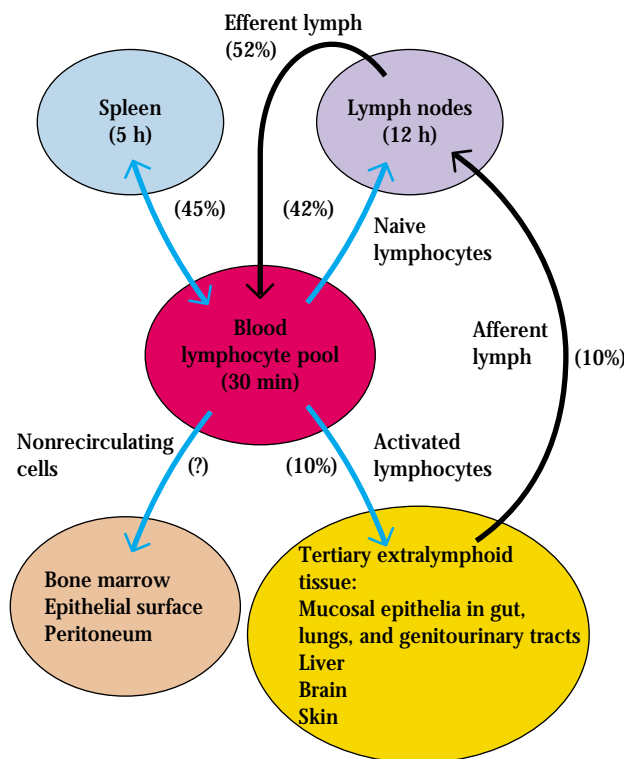 Efferent lymph
(52%)
Spleen
(5 h)
Lymph nodes
(12 h)
(45%)
(42%)
Naive
lymphocytes
Blood
lymphocyte pool
(30 min)
Afferent
lymph
(10%)
Nonrecirculating
cells
(?)
(10%)
Activated
lymphocytes
Bone marrow
Epithelial surface
Peritoneum
Tertiary extralymphoid
tissue:
Mucosal epithelia in gut,
lungs, and genitourinary tracts
Liver
Brain
Skin